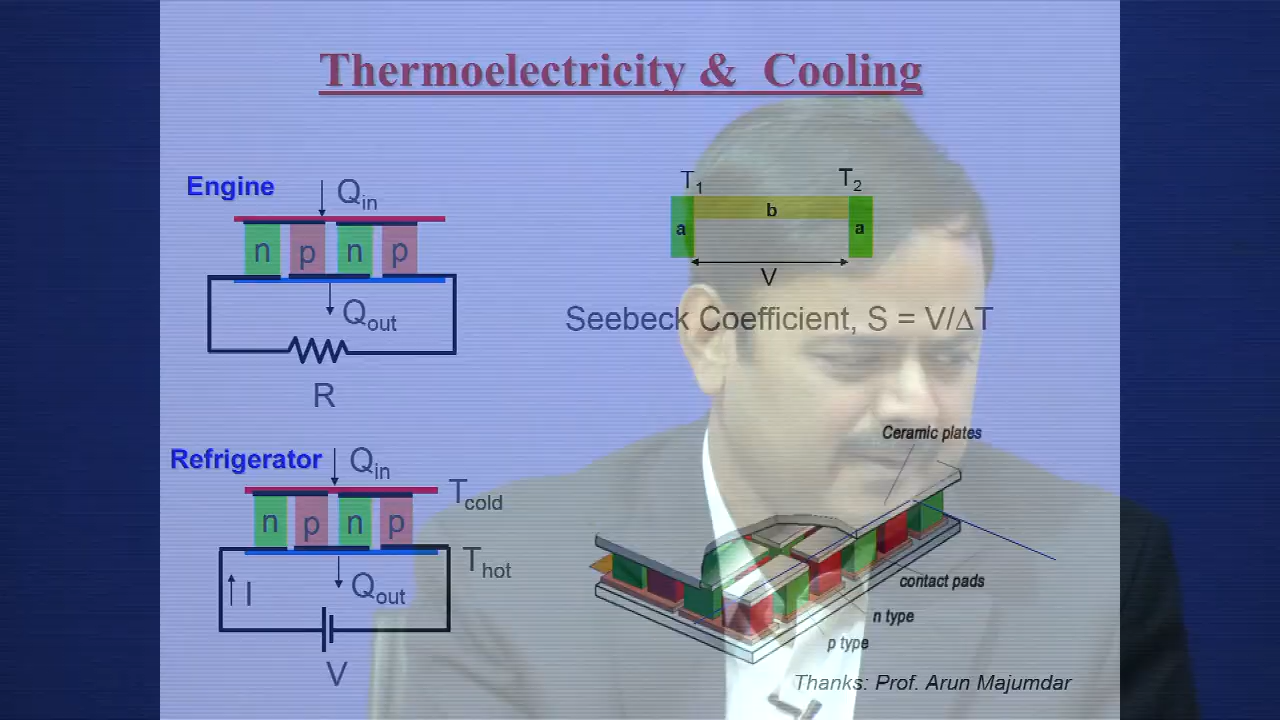 Thermoelectricity & Cooling
Engine
Q_in
n p n p
Q_out
R
T_1
T_2
b
a
a
V
Seebeck Coefficient, S = V/ΔT
Refrigerator
Q_in
T_cold
n p n p
T_hot
I
Q_out
V
Ceramic plates
contact pads
n type
p type
Thanks: Prof. Arun Majumdar